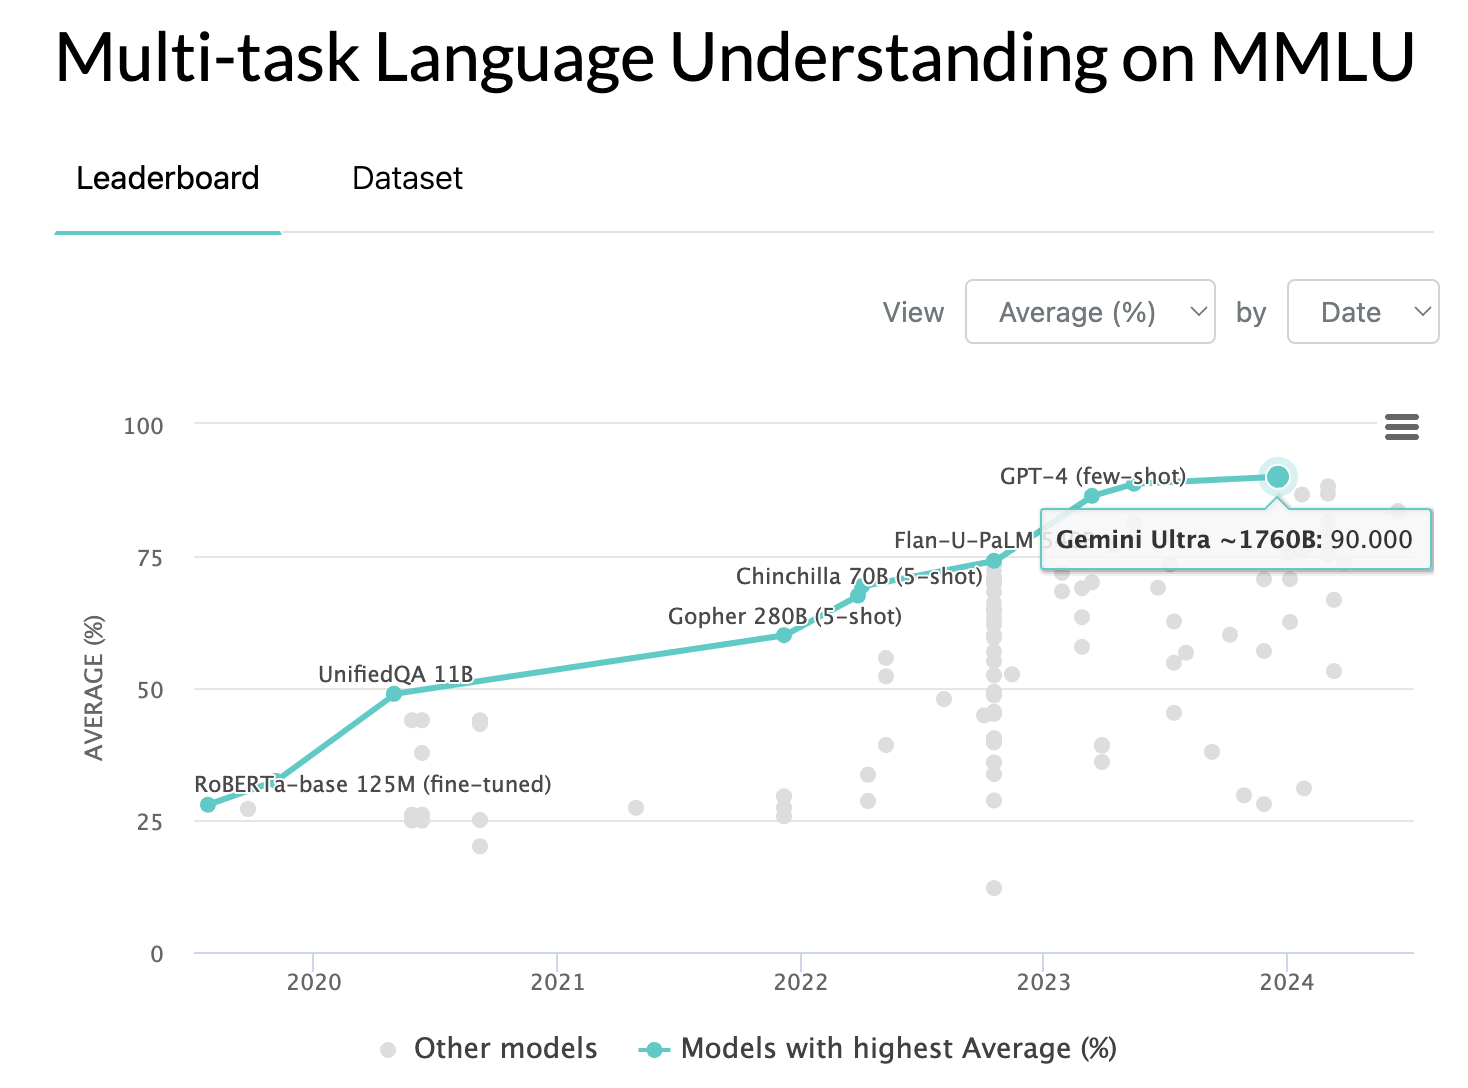 Multi-task Language Understanding on MMLU
Leaderboard Dataset
View Average (%) by Date
100
75
50
25
0
AVERAGE (%)
GPT-4 (few-shot)
Gemini Ultra ~1760B: 90.000
Flan-U-PaLM
Chinchilla 70B (5-shot)
Gopher 280B (5-shot)
UnifiedQA 11B
RoBERTa-base 125M (fine-tuned)
2020 2021 2022 2023 2024
Other models Models with highest Average (%)